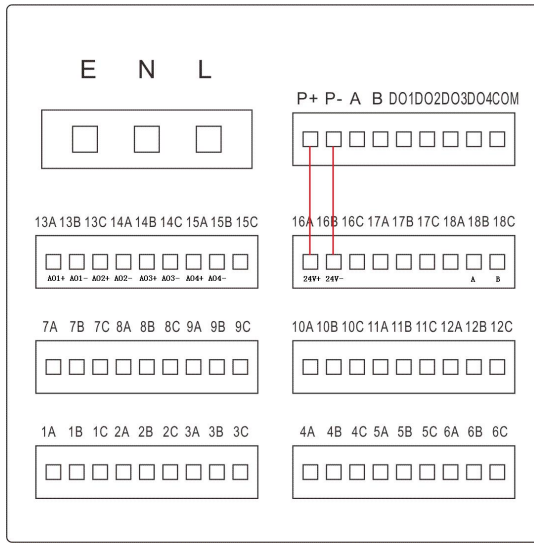 E N L
P+ P- A B DO1DO2DO3DO4COM
13A 13B 13C 14A 14B 14C 15A 15B 15C
16A 16B 16C 17A 17B 17C 18A 18B 18C
AO1+ AO1- AO2+ AO2- AO3+ AO3- AO4+ AO4-
24V+ 24V- A B
7A 7B 7C 8A 8B 8C 9A 9B 9C
10A 10B 10C 11A 11B 11C 12A 12B 12C
1A 1B 1C 2A 2B 2C 3A 3B 3C
4A 4B 4C 5A 5B 5C 6A 6B 6C